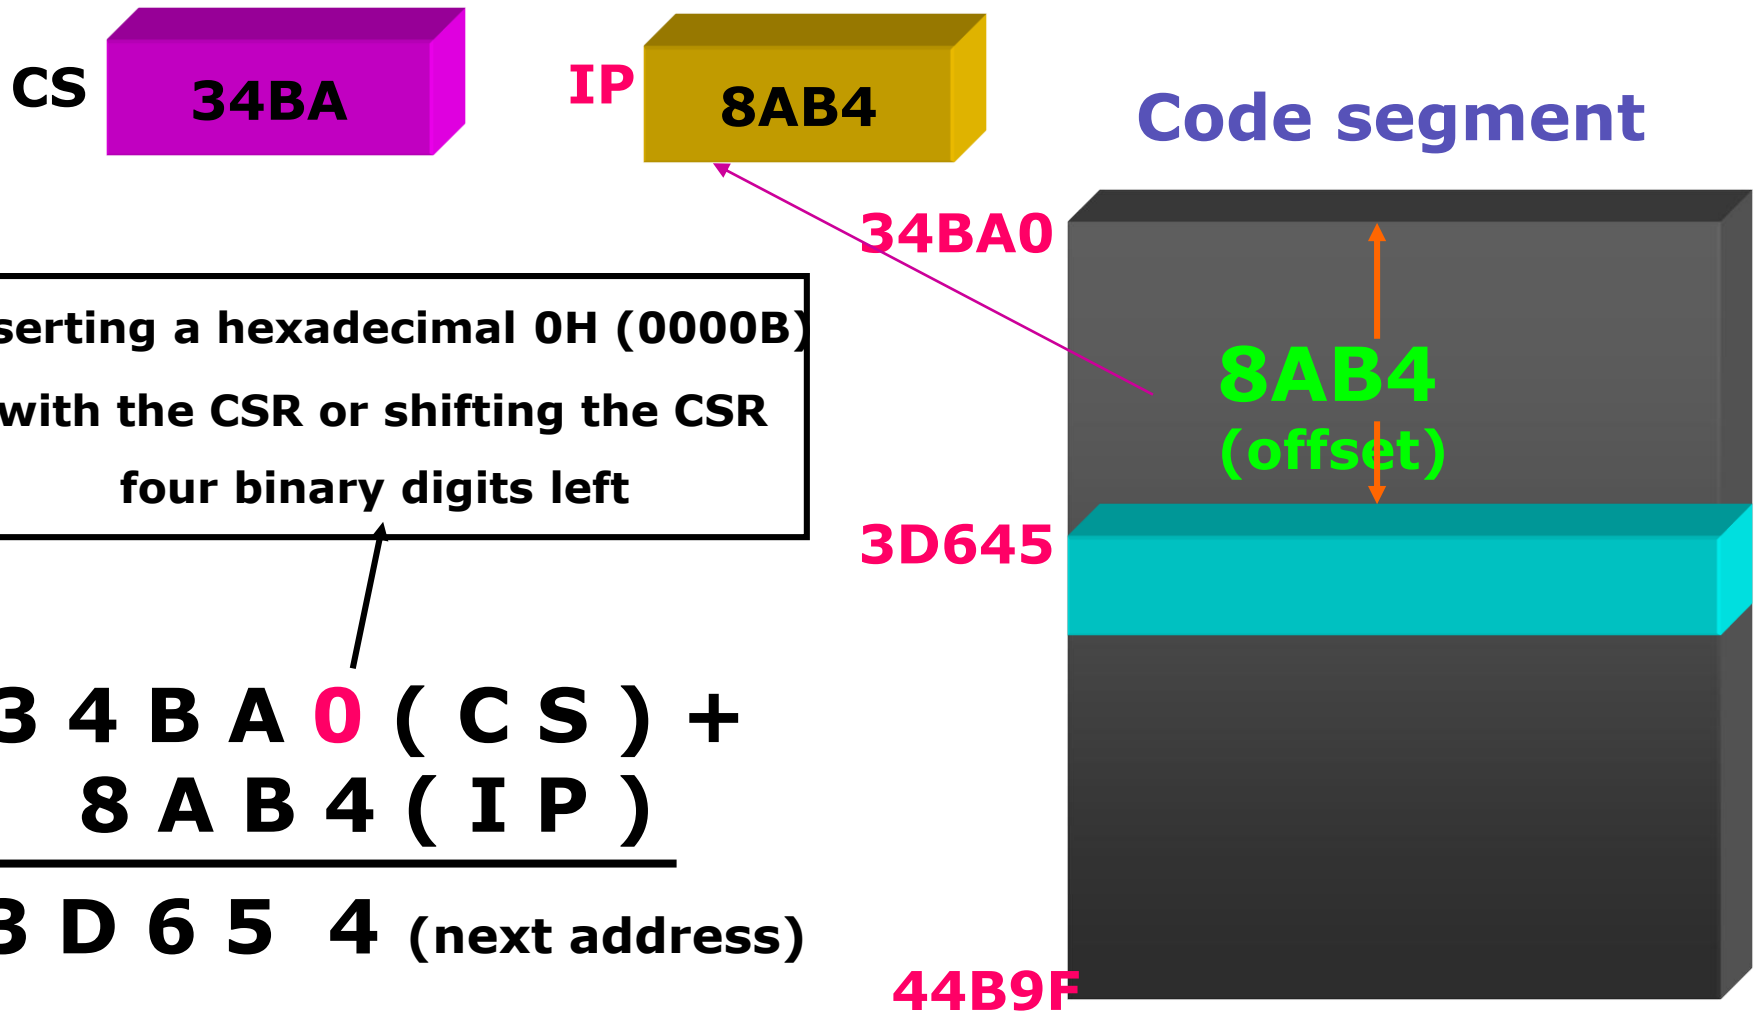 CS 34BA IP 8AB4
Code segment
34BA0
serting a hexadecimal 0H (0000B)
8AB4
with the CSR or shifting the CSR
(offset)
four binary digits left
3D645
3 4 B A 0 ( C S ) +
8 A B 4 ( I P )
3 D 6 5 4 (next address)
44B9F